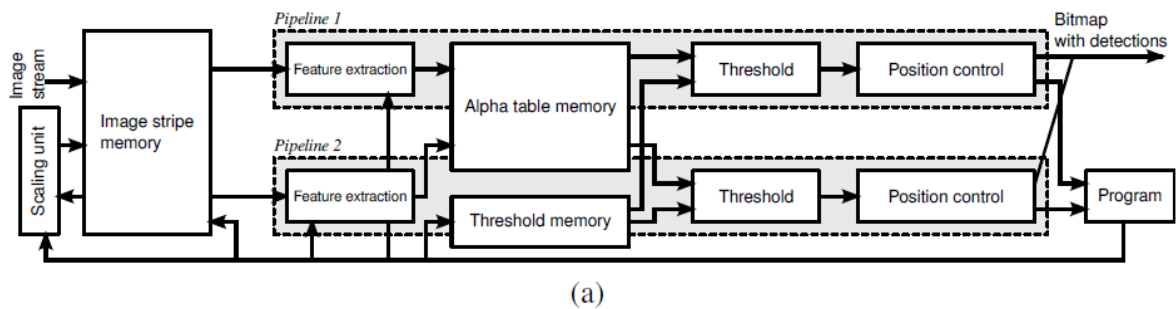 Pipeline 1
Bitmap
with detections
Image
stream
Feature extraction
Threshold
Position control
Alpha table memory
Image stripe
memory
Scaling unit
Pipeline 2
Feature extraction
Threshold
Position control
Program
Threshold memory
(a)